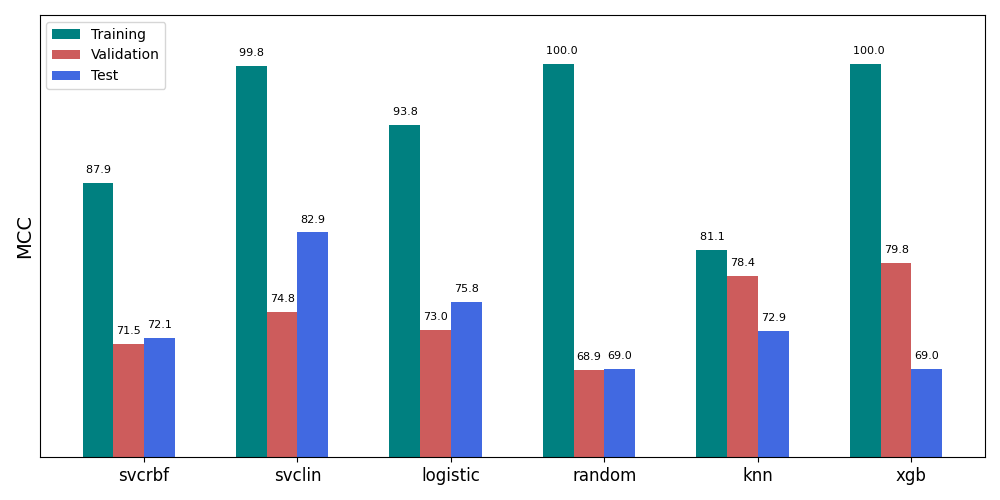 Training
Validation
Test
MCC
87.9
71.5
72.1
99.8
74.8
82.9
93.8
73.0
75.8
100.0
68.9
69.0
81.1
78.4
72.9
100.0
79.8
69.0
svcrbf
svclin
logistic
random
knn
xgb